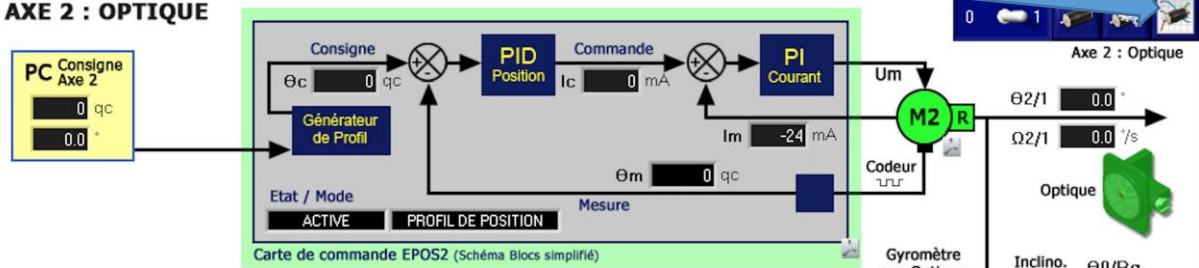 AXE 2 : OPTIQUE
0 1
Axe 2 : Optique
PC Consigne
Axe 2
0 qc
0.0 °
Consigne
Θc 0 qc
Générateur
de Profil
PID
Position
Commande
Ic 0 mA
PI
Courant
Um
M2 R
Im -24 mA
Θm 0 qc
Mesure
Codeur
Θ2/1 0.0 °
Ω2/1 0.0 °/s
Optique
Etat / Mode
ACTIVE PROFIL DE POSITION
Carte de commande EPOS2 (Schéma Blocs simplifié)
Gyromètre
Inclino.